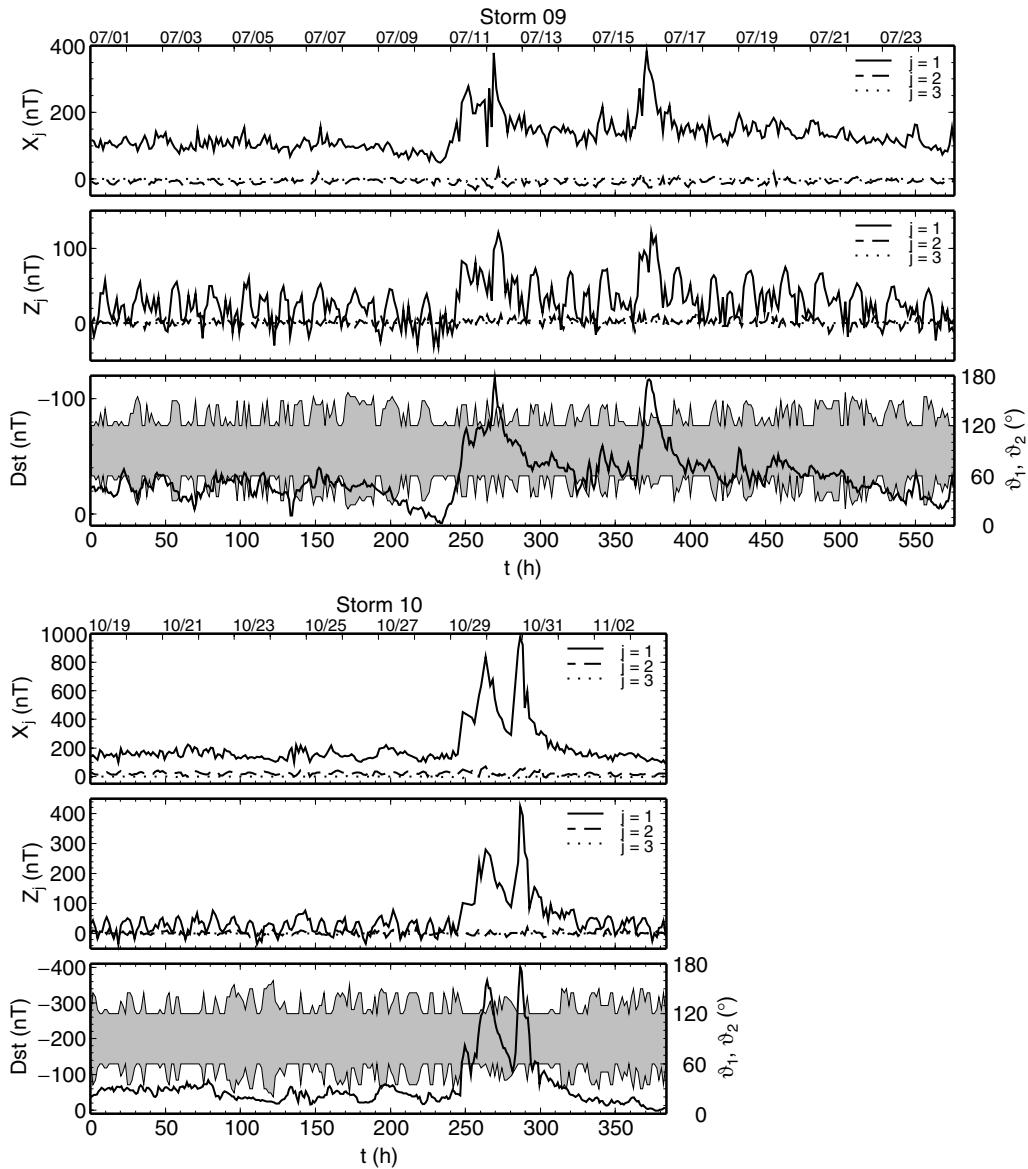 Storm 09
07/01 07/03 07/05 07/07 07/09 07/11 07/13 07/15 07/17 07/19 07/21 07/23
400
200
0
X_j (nT)
j = 1
j = 2
j = 3
100
0
Z_j (nT)
j = 1
j = 2
j = 3
−100
0
Dst (nT)
180
120
60
0
ϑ₁, ϑ₂ (°)
0 50 100 150 200 250 300 350 400 450 500 550
t (h)
Storm 10
10/19 10/21 10/23 10/25 10/27 10/29 10/31 11/02
1000
800
600
400
200
0
X_j (nT)
j = 1
j = 2
j = 3
400
300
200
100
0
Z_j (nT)
j = 1
j = 2
j = 3
−400
−300
−200
−100
0
Dst (nT)
180
120
60
0
ϑ₁, ϑ₂ (°)
0 50 100 150 200 250 300 350
t (h)